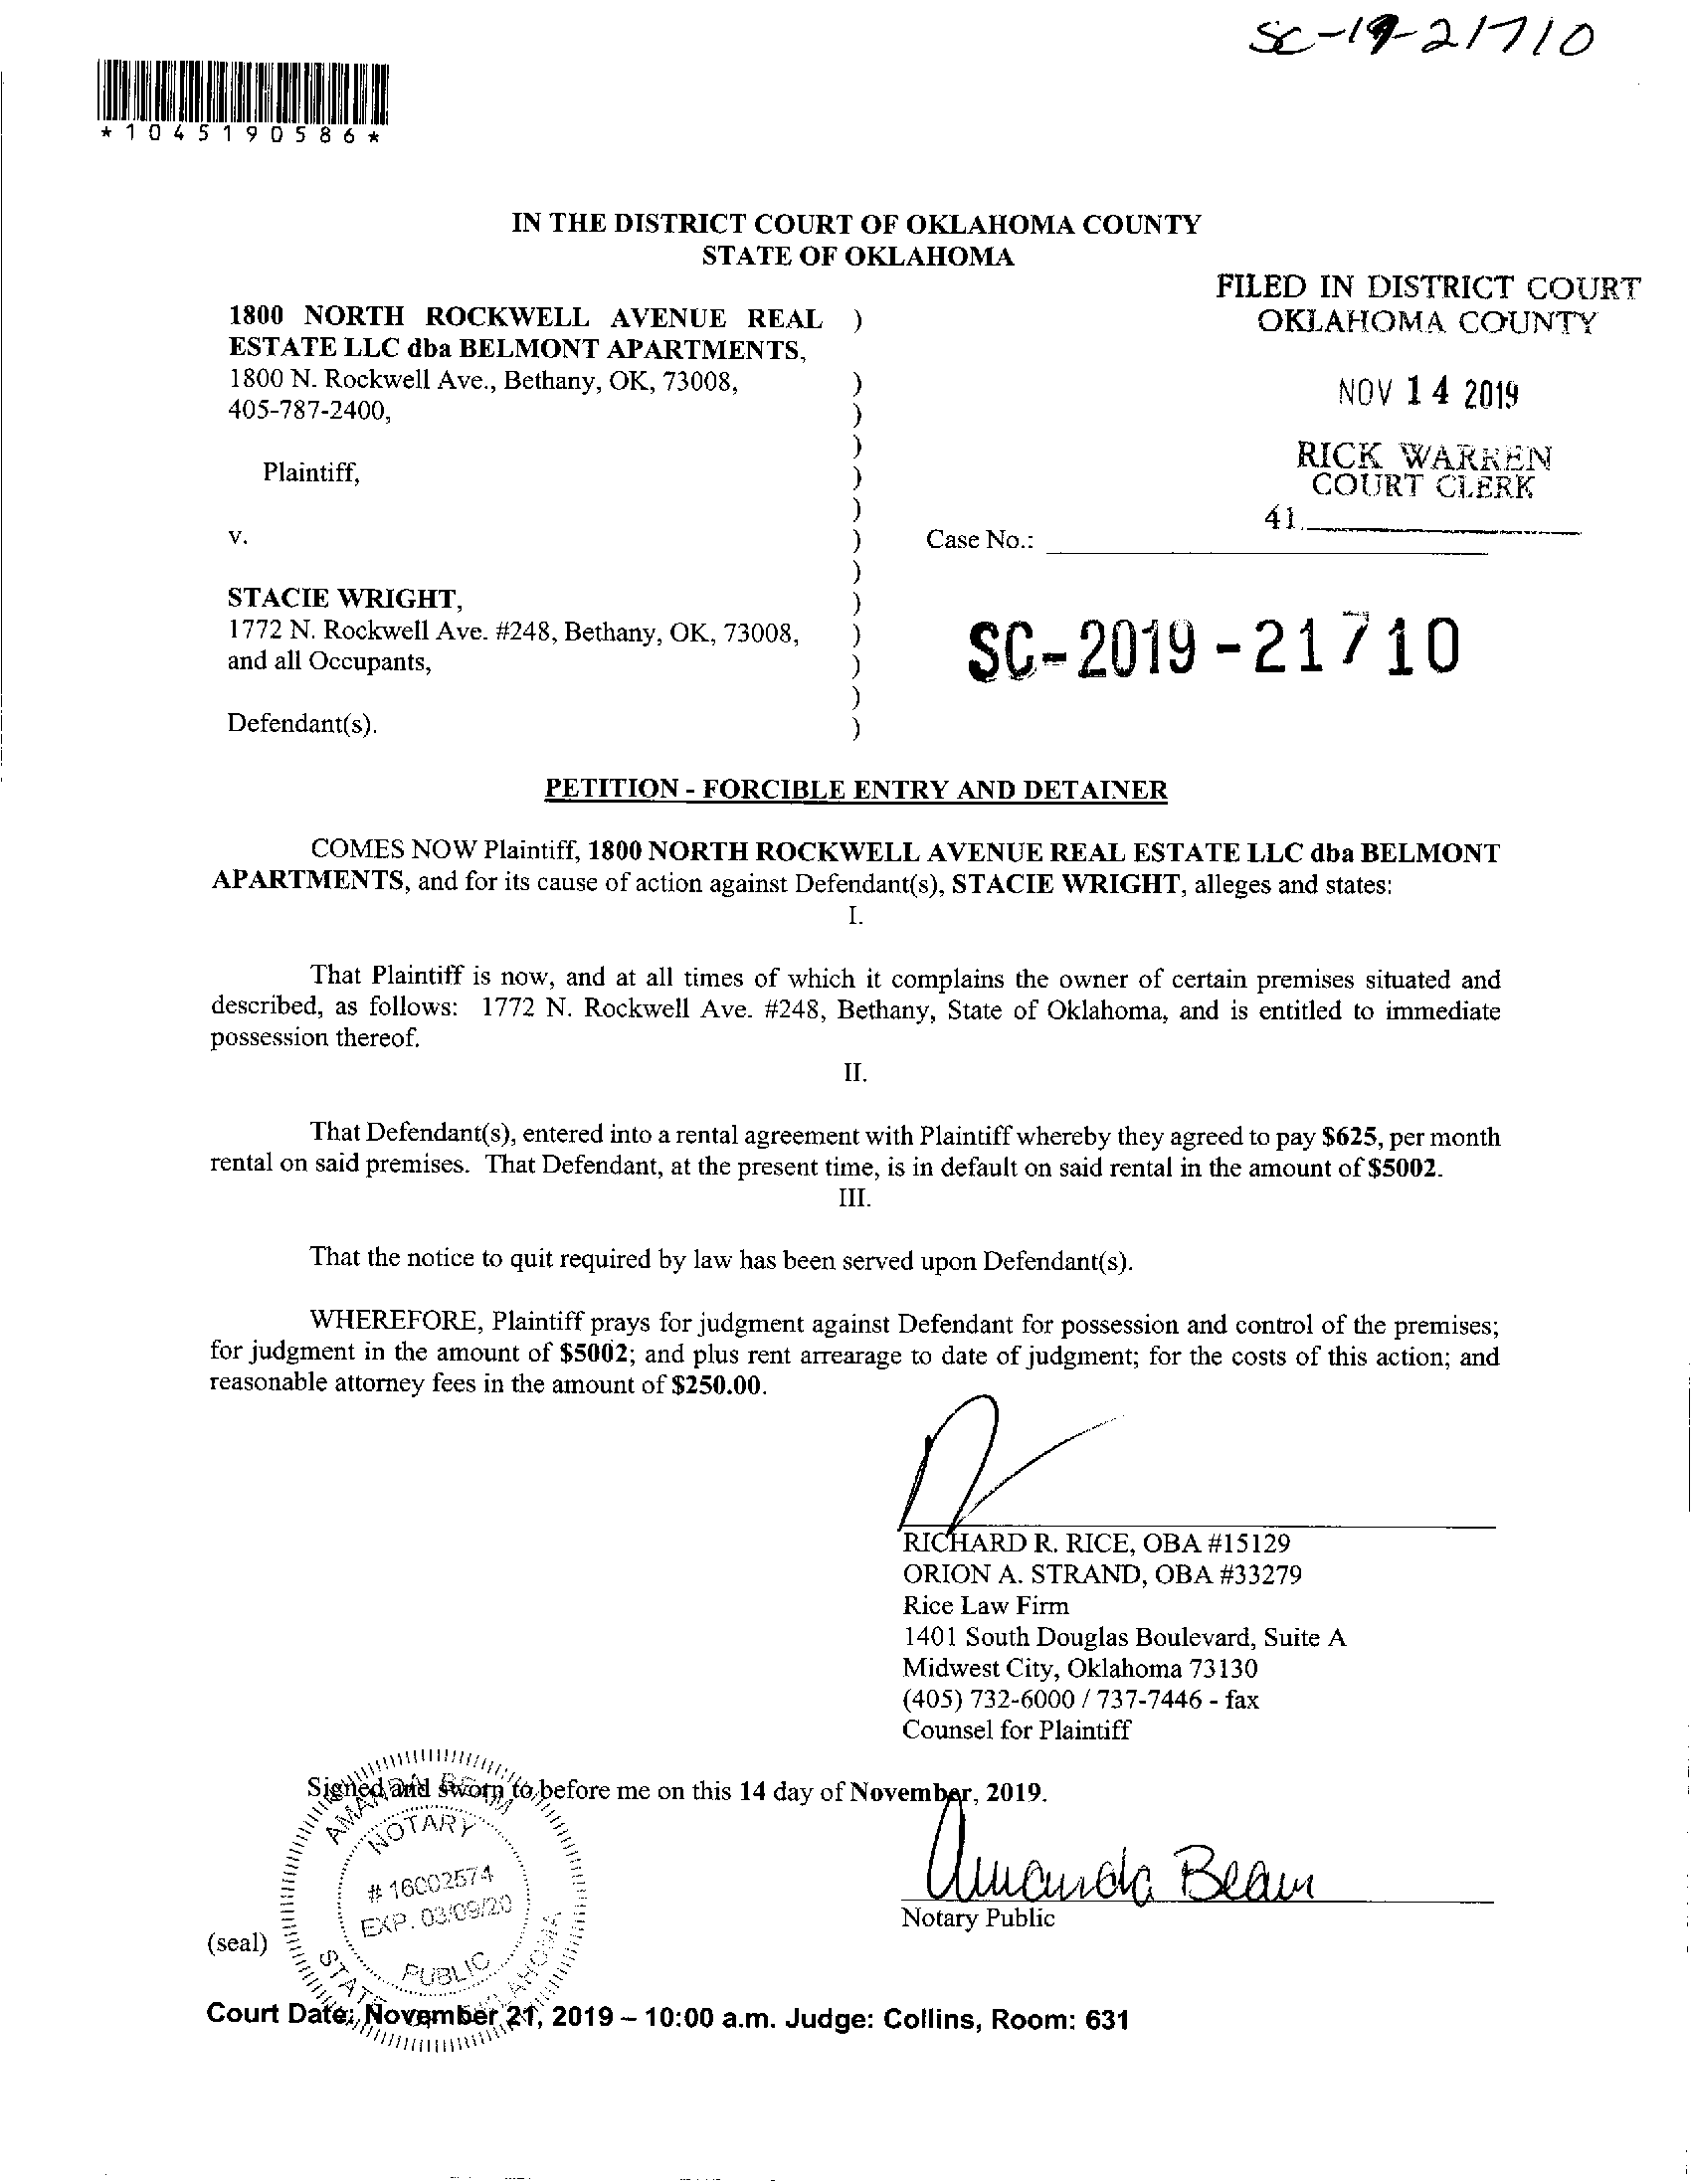 SC-19-21710
*1045190586*
IN THE DISTRICT COURT OF OKLAHOMA COUNTY
STATE OF OKLAHOMA
FILED IN DISTRICT COURT
OKLAHOMA COUNTY
NOV 14 2019
RICK WARREN
COURT CLERK
41.
1800 NORTH ROCKWELL AVENUE REAL )
ESTATE LLC dba BELMONT APARTMENTS,
1800 N. Rockwell Ave., Bethany, OK, 73008, )
405-787-2400, )
)
Plaintiff, )
)
v. ) Case No.:
)
STACIE WRIGHT, )
1772 N. Rockwell Ave. #248, Bethany, OK, 73008, )
and all Occupants, )
)
Defendant(s). )
SC-2019-21710
PETITION - FORCIBLE ENTRY AND DETAINER
COMES NOW Plaintiff, 1800 NORTH ROCKWELL AVENUE REAL ESTATE LLC dba BELMONT
APARTMENTS, and for its cause of action against Defendant(s), STACIE WRIGHT, alleges and states:
I.
That Plaintiff is now, and at all times of which it complains the owner of certain premises situated and
described, as follows: 1772 N. Rockwell Ave. #248, Bethany, State of Oklahoma, and is entitled to immediate
possession thereof.
II.
That Defendant(s), entered into a rental agreement with Plaintiff whereby they agreed to pay $625, per month
rental on said premises. That Defendant, at the present time, is in default on said rental in the amount of $5002.
III.
That the notice to quit required by law has been served upon Defendant(s).
WHEREFORE, Plaintiff prays for judgment against Defendant for possession and control of the premises;
for judgment in the amount of $5002; and plus rent arrearage to date of judgment; for the costs of this action; and
reasonable attorney fees in the amount of $250.00.
RICHARD R. RICE, OBA #15129
ORION A. STRAND, OBA #33279
Rice Law Firm
1401 South Douglas Boulevard, Suite A
Midwest City, Oklahoma 73130
(405) 732-6000 / 737-7446 - fax
Counsel for Plaintiff
Signed and sworn to before me on this 14 day of November, 2019.
Amanda Beam
Notary Public
(seal)
AMANDA BEAM
NOTARY
# 16002574
EXP. 03/09/20
PUBLIC
STATE OF OKLAHOMA
Court Date: November 21, 2019 – 10:00 a.m. Judge: Collins, Room: 631